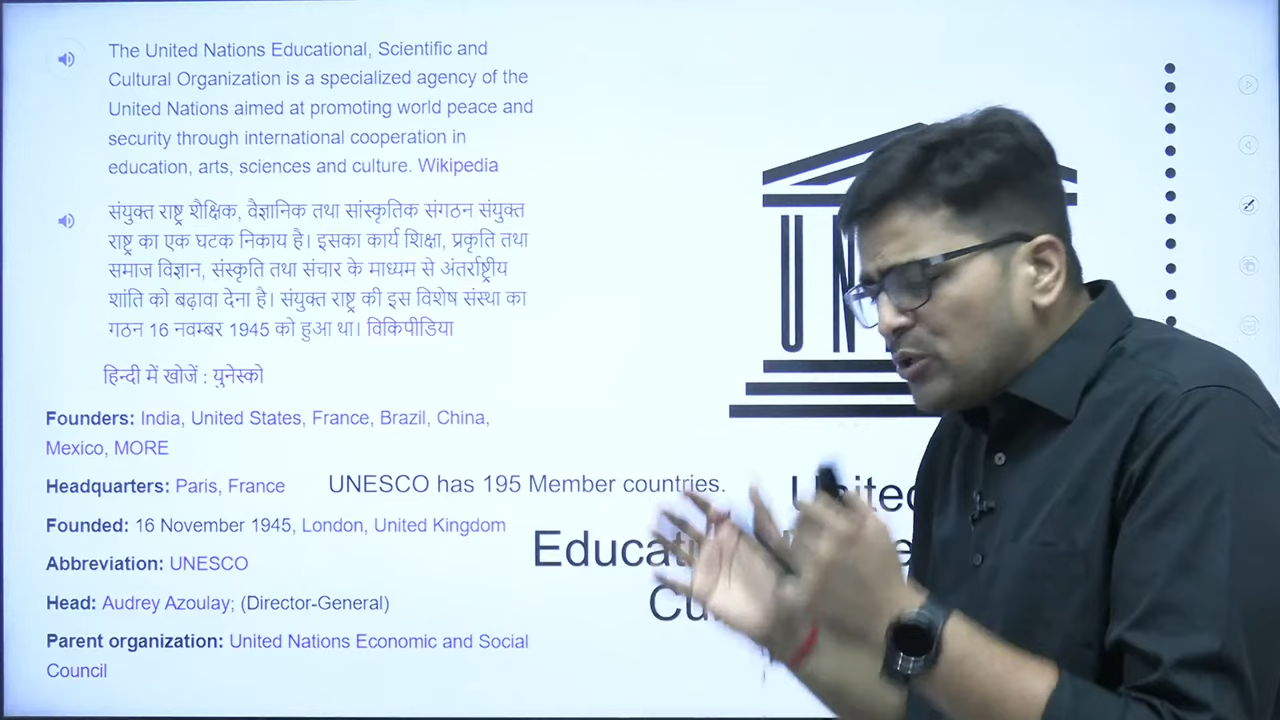 The United Nations Educational, Scientific and
Cultural Organization is a specialized agency of the
United Nations aimed at promoting world peace and
security through international cooperation in
education, arts, sciences and culture. Wikipedia
संयुक्त राष्ट्र शैक्षिक, वैज्ञानिक तथा सांस्कृतिक संगठन संयुक्त
राष्ट्र का एक घटक निकाय है। इसका कार्य शिक्षा, प्रकृति तथा
समाज विज्ञान, संस्कृति तथा संचार के माध्यम से अंतर्राष्ट्रीय
शांति को बढ़ावा देना है। संयुक्त राष्ट्र की इस विशेष संस्था का
गठन 16 नवम्बर 1945 को हुआ था। विकिपीडिया
हिन्दी में खोजें : युनेस्को
Founders: India, United States, France, Brazil, China,
Mexico, MORE
Headquarters: Paris, France
UNESCO has 195 Member countries.
Founded: 16 November 1945, London, United Kingdom
Abbreviation: UNESCO
Head: Audrey Azoulay; (Director-General)
Parent organization: United Nations Economic and Social
Council